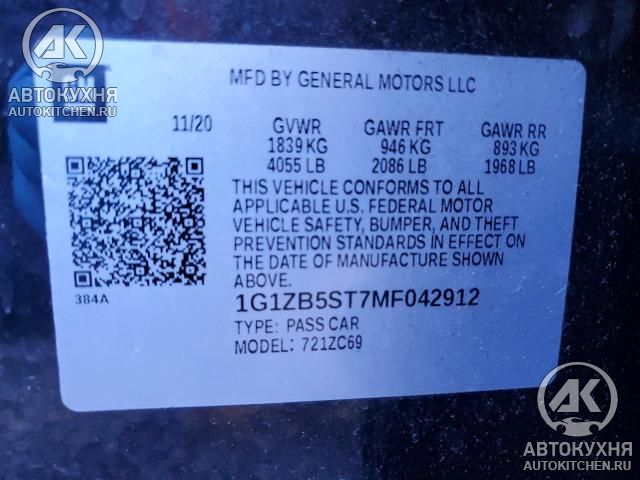 АК
АВТОКУХНЯ
AUTOKITCHEN.RU
MFD BY GENERAL MOTORS LLC
11/20 GVWR GAWR FRT GAWR RR
1839 KG 946 KG 893 KG
4055 LB 2086 LB 1968 LB
THIS VEHICLE CONFORMS TO ALL
APPLICABLE U.S. FEDERAL MOTOR
VEHICLE SAFETY, BUMPER, AND THEFT
PREVENTION STANDARDS IN EFFECT ON
THE DATE OF MANUFACTURE SHOWN
ABOVE.
384A
1G1ZB5ST7MF042912
TYPE: PASS CAR
MODEL: 721ZC69
АК
АВТОКУХНЯ
AUTOKITCHEN.RU